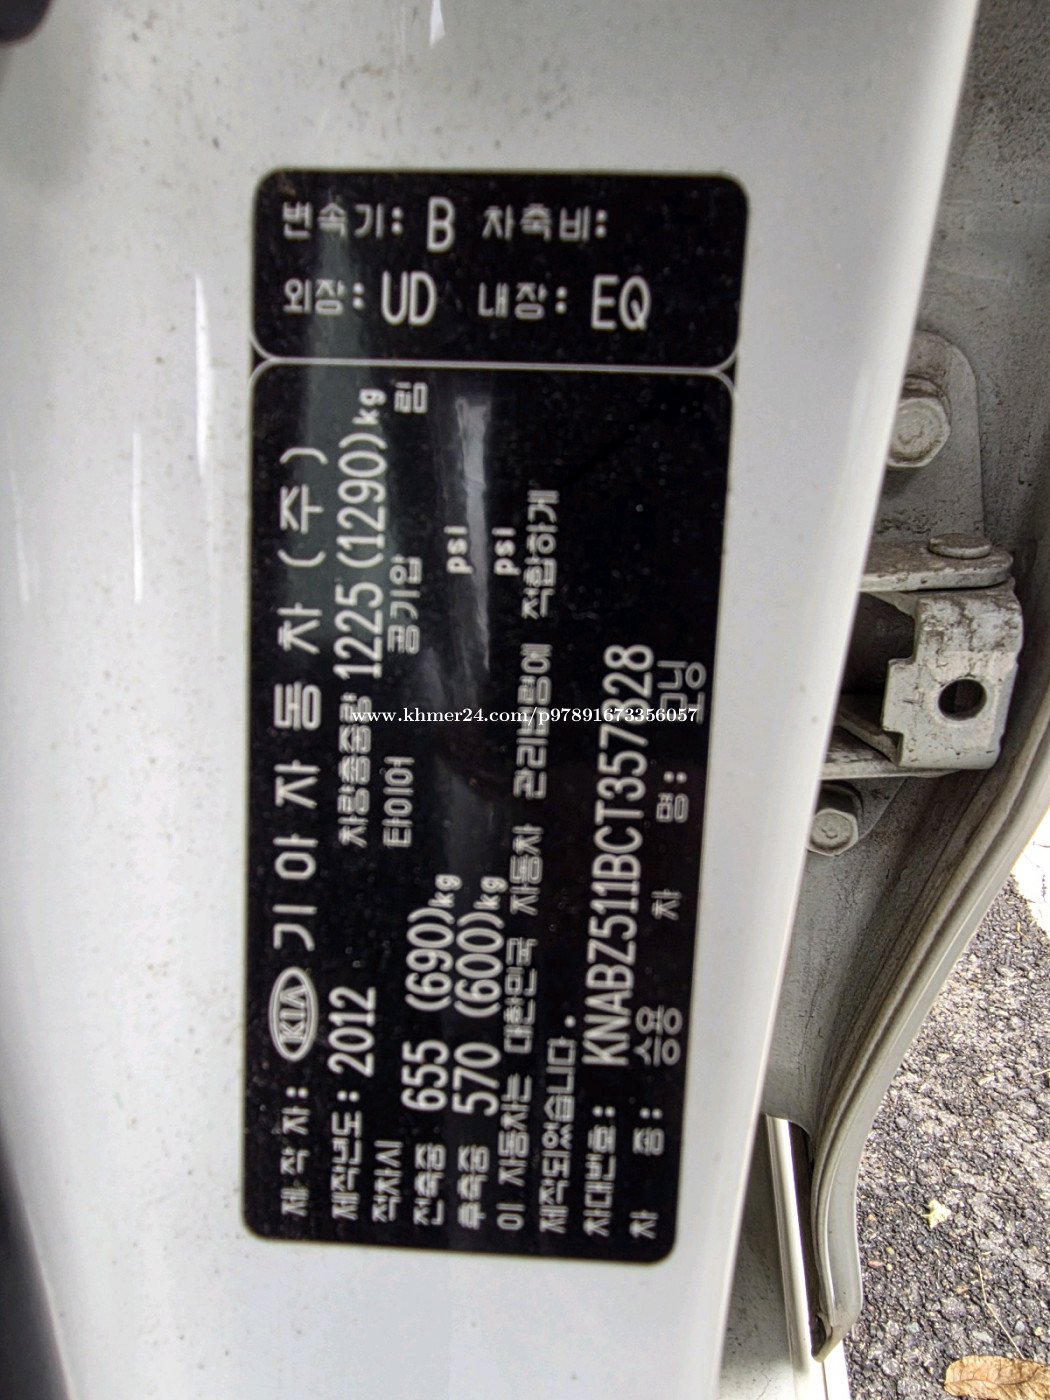 변속기: B 차축비:
외장: UD 내장: EQ
제 작 자: KIA 기아자동차(주)
제작년도: 2012 차량총중량 1225(1290)kg
적차시 타이어 공기압 림
전축중 655 (690)kg psi
후축중 570 (600)kg psi
이 자동차는 대한민국 자동차 관리법령에 적합하게
제작되었습니다.
차대번호: KNABZ511BCT357828
차 종: 승용 차 명: 모닝
www.khmer24.com/p97891673356057